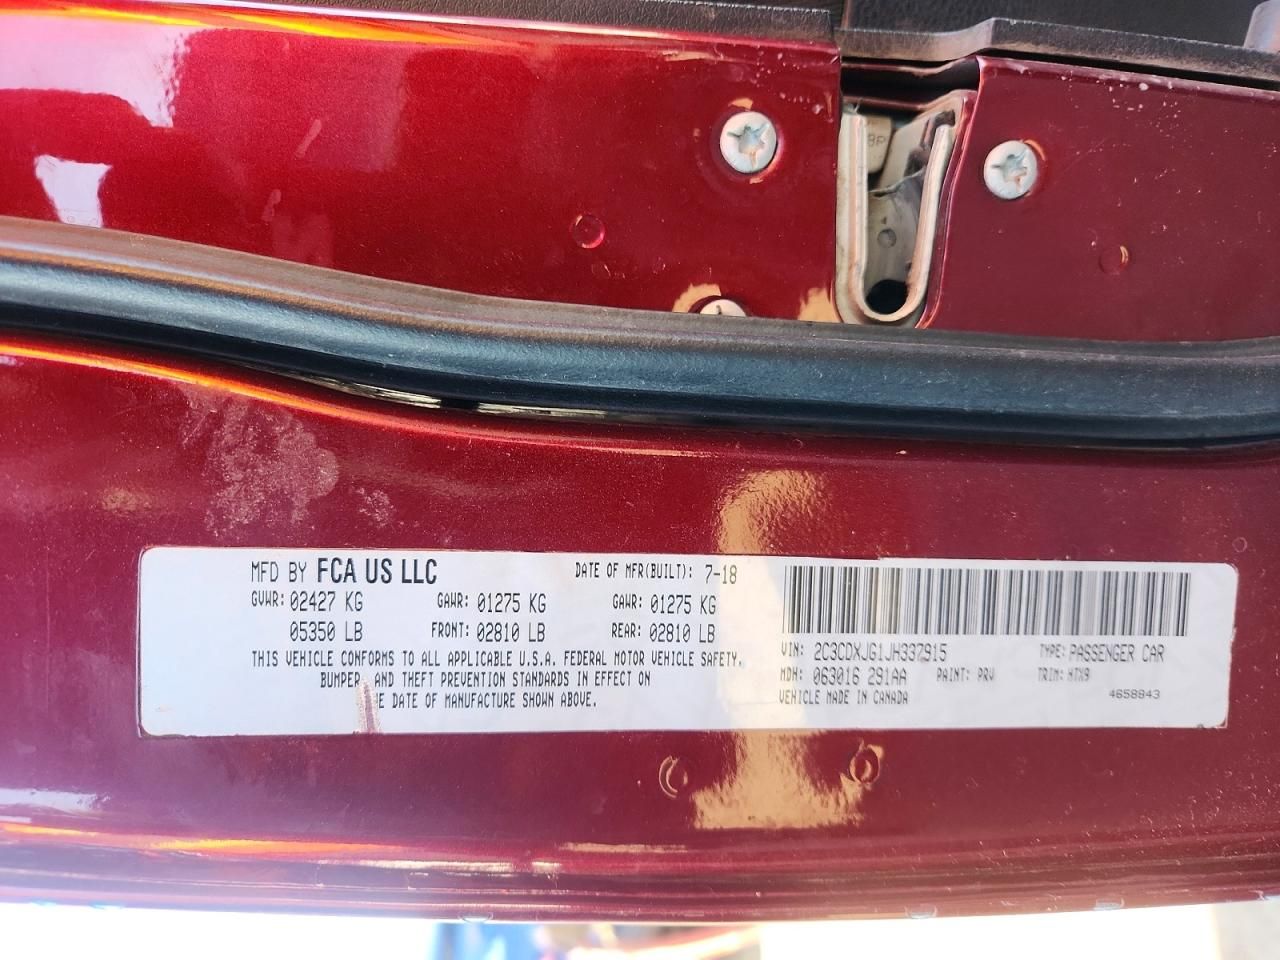 BP
MFD BY FCA US LLC DATE OF MFR(BUILT): 7-18
GVWR: 02427 KG GAWR: 01275 KG GAWR: 01275 KG
05350 LB FRONT: 02810 LB REAR: 02810 LB
THIS VEHICLE CONFORMS TO ALL APPLICABLE U.S.A. FEDERAL MOTOR VEHICLE SAFETY,
BUMPER, AND THEFT PREVENTION STANDARDS IN EFFECT ON
DATE OF MANUFACTURE SHOWN ABOVE.
VIN: 2C3CDXJG1JH337915 TYPE: PASSENGER CAR
MDH: 063016 291AA PAINT: PRV TRIM: HTX9
VEHICLE MADE IN CANADA 4658843